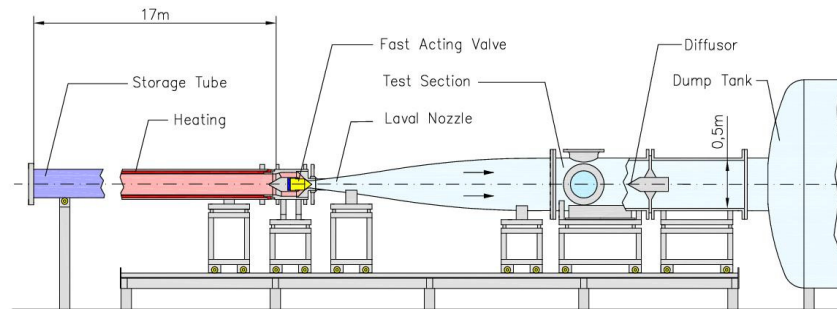 17m
Fast Acting Valve
Diffusor
Storage Tube
Test Section
Dump Tank
Heating
Laval Nozzle
0,5m